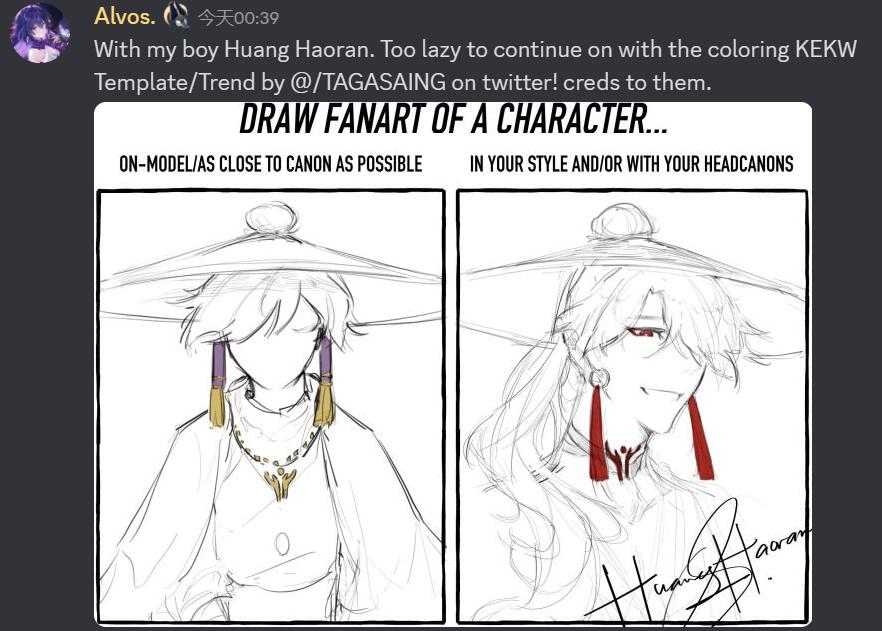 Alvos. 今天00:39
With my boy Huang Haoran. Too lazy to continue on with the coloring KEKW
Template/Trend by @/TAGASAING on twitter! creds to them.
DRAW FANART OF A CHARACTER...
ON-MODEL/AS CLOSE TO CANON AS POSSIBLE
IN YOUR STYLE AND/OR WITH YOUR HEADCANONS
Huang Haoran.